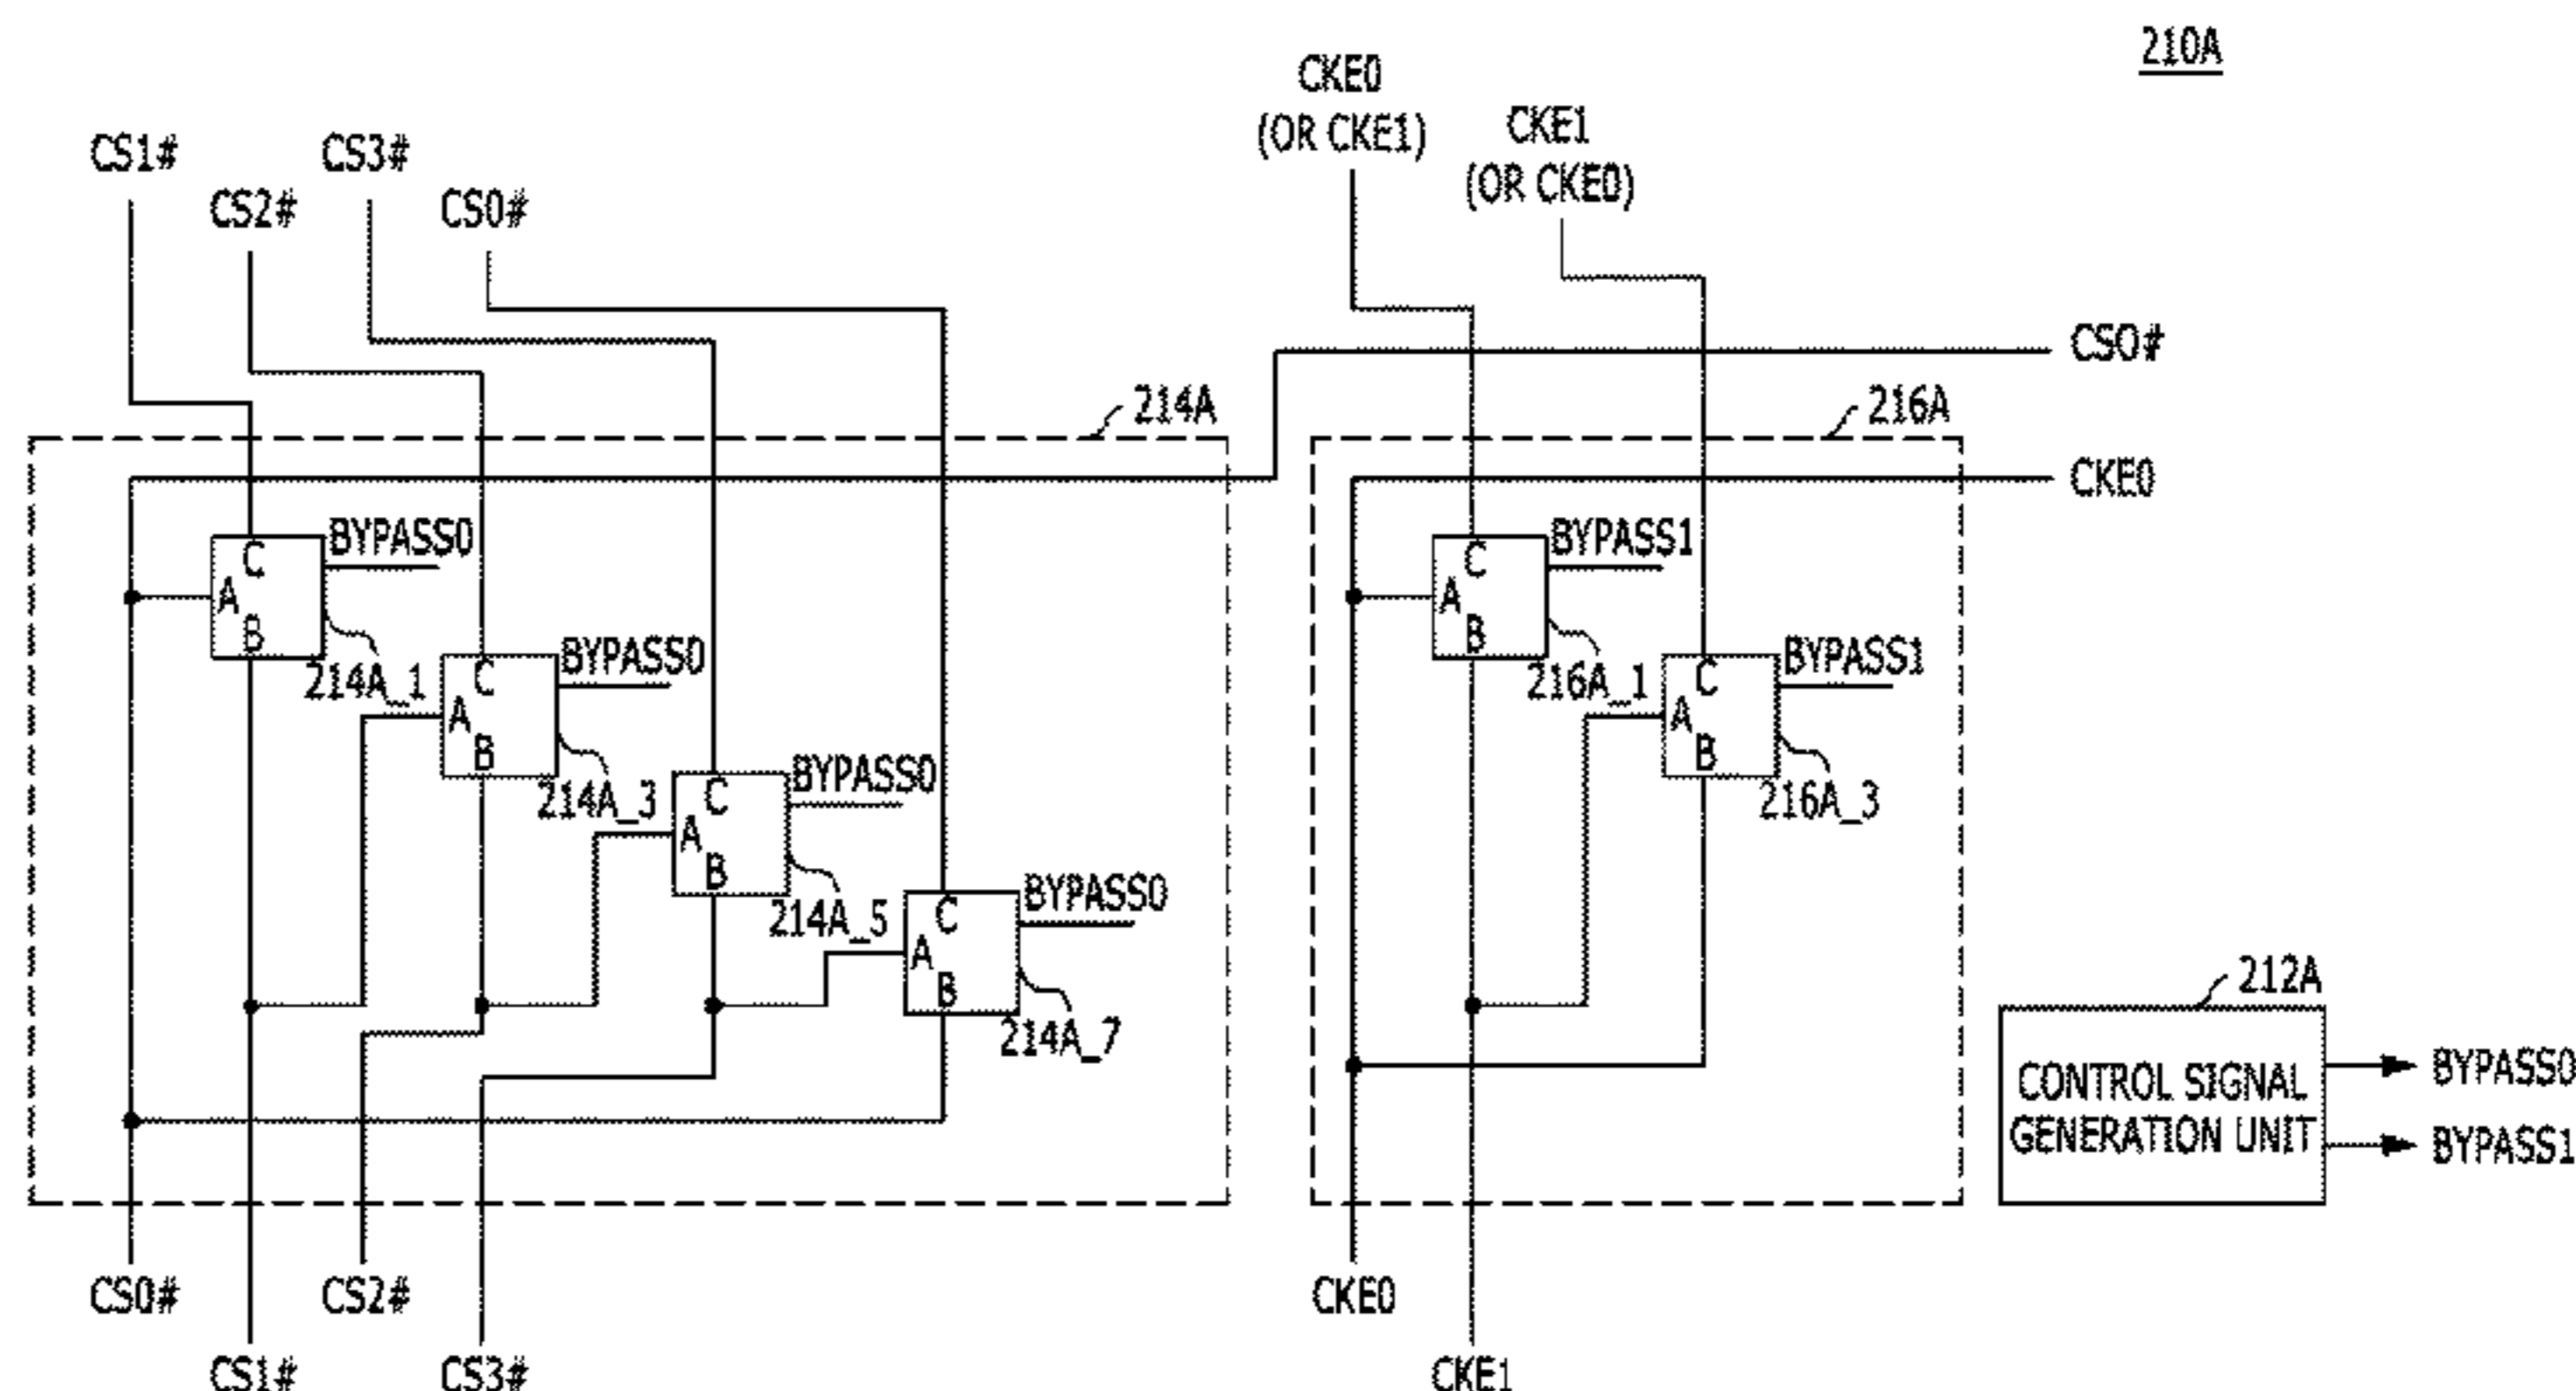 210A
CKE0
(OR CKE1)
CKE1
(OR CKE0)
CS1#
CS3#
CS2#
CS0#
CSO#
214A
216A
CKE0
BYPASS0
C
A
B
214A_1
BYPASS0
C
A
B
214A_3
BYPASS0
C
A
B
214A_5
BYPASS0
C
A
B
214A_7
BYPASS1
C
A
B
216A_1
BYPASS1
C
A
B
216A_3
212A
CONTROL SIGNAL
GENERATION UNIT
BYPASS0
BYPASS1
CS0#
CS2#
CKE0
CS1#
CS3#
CKE1